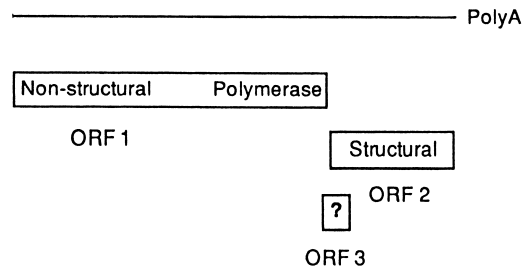 PolyA
Non-structural Polymerase
ORF 1
Structural
ORF 2
?
ORF 3